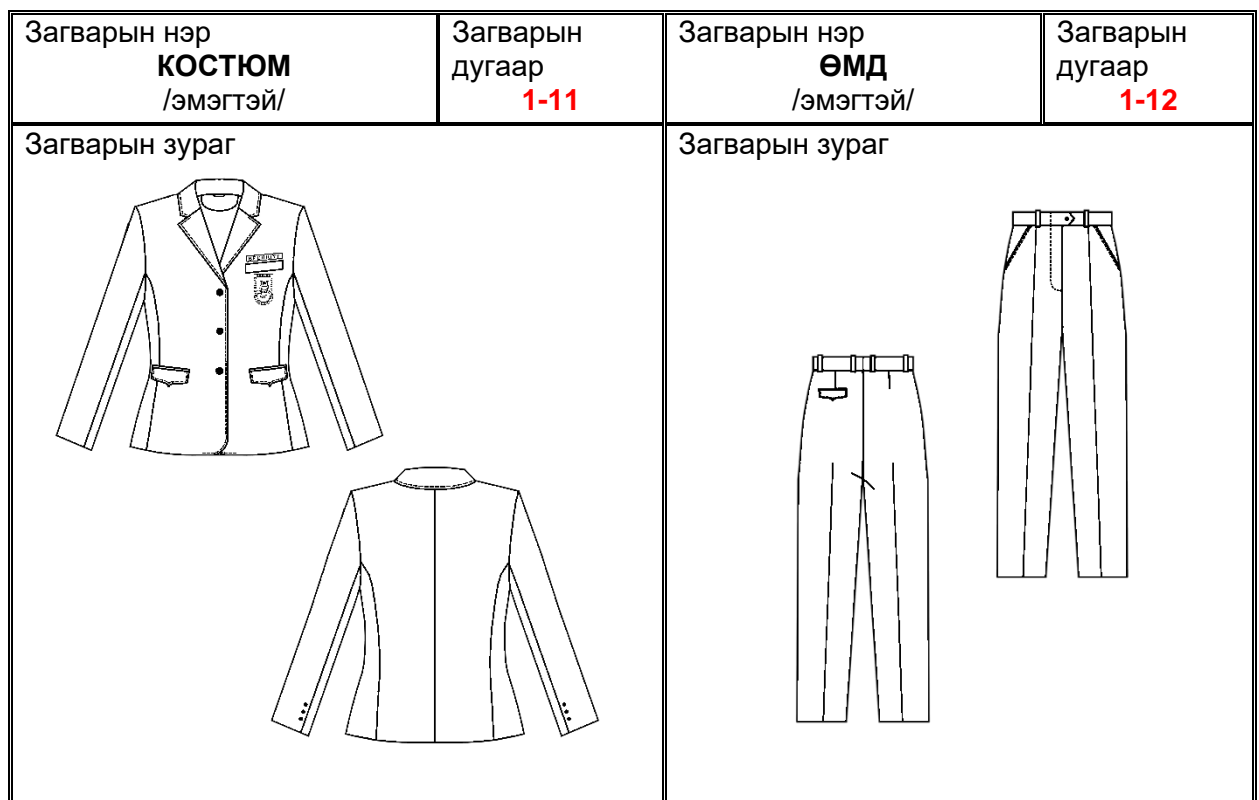 Загварын нэр
КОСТЮМ
/эмэгтэй/
Загварын
дугаар
1-11
Загварын нэр
ӨМД
/эмэгтэй/
Загварын
дугаар
1-12
Загварын зураг
Загварын зураг